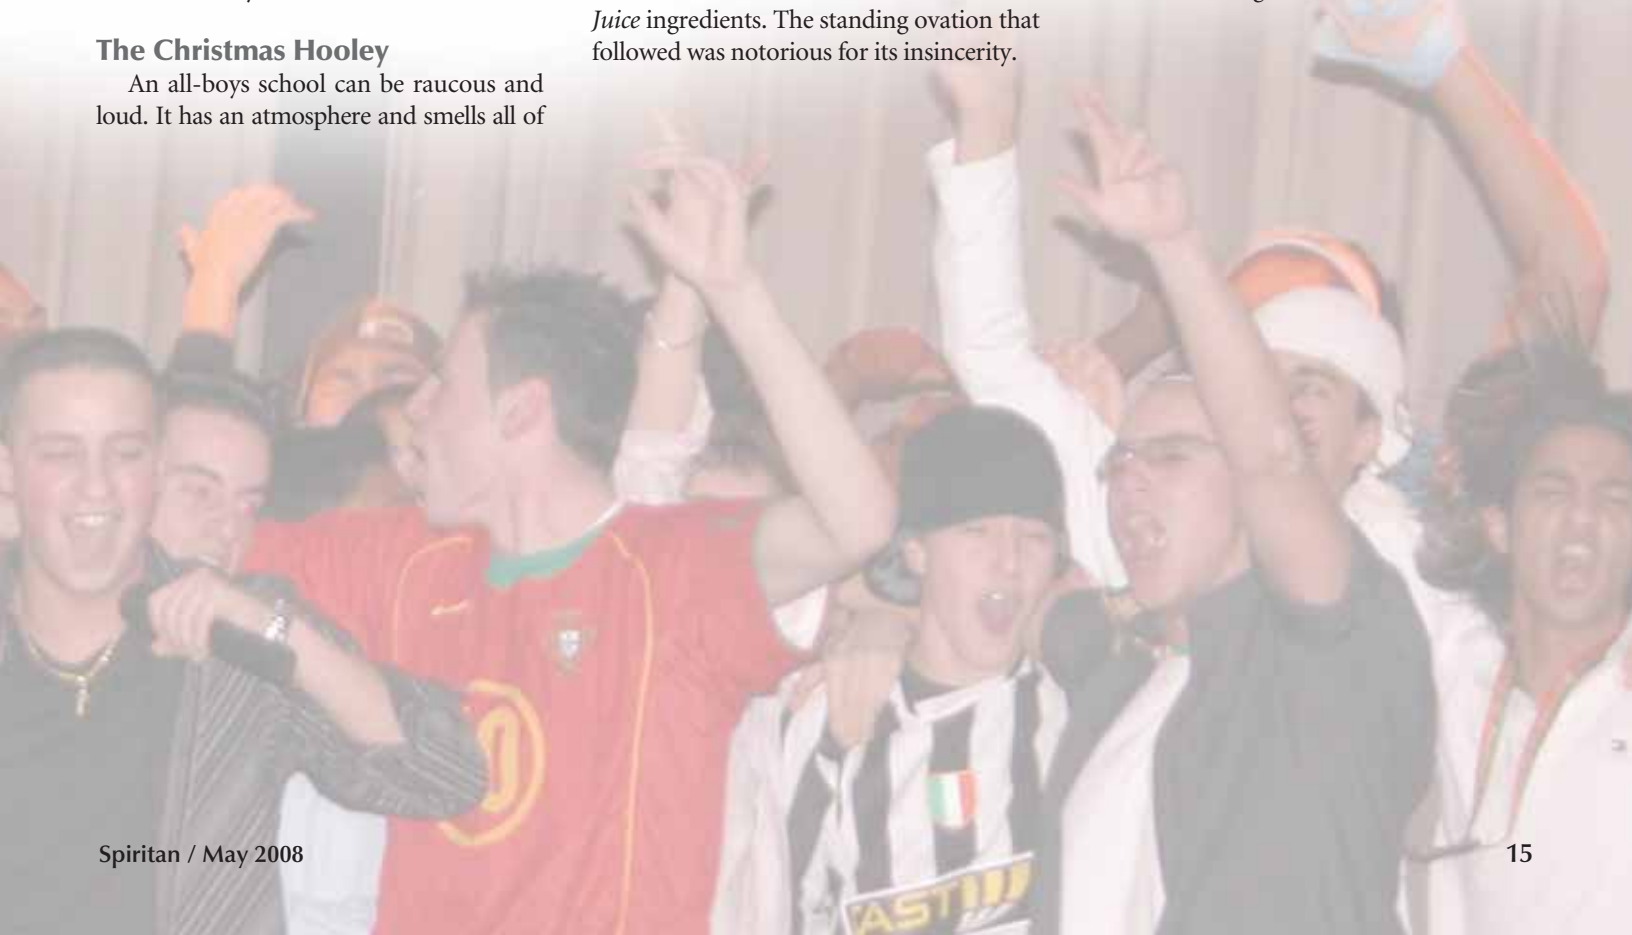 The Christmas Hooley
An all-boys school can be raucous and
loud. It has an atmosphere and smells all of
Juice ingredients. The standing ovation that
followed was notorious for its insincerity.
AST
Spiritan / May 2008
15